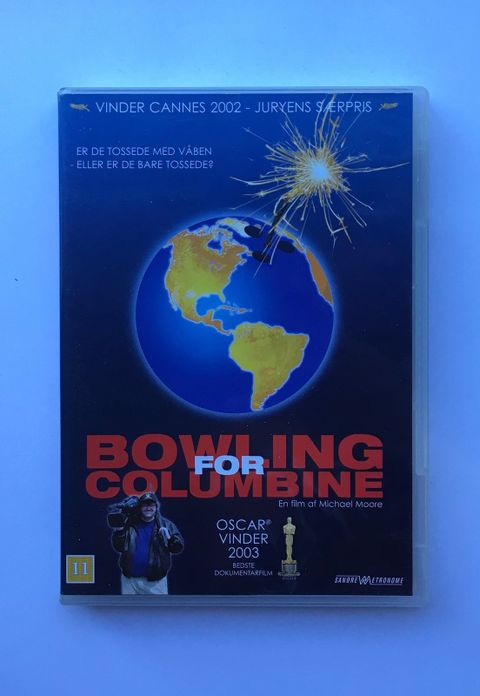 VINDER CANNES 2002 - JURYENS SÆRPRIS
ER DE TOSSEDE MED VÅBEN
ELLER ER DE BARE TOSSEDE?
BOWLING
FOR
COLUMBINE
En film af Michael Moore
OSCAR®
VINDER
2003
BEDSTE
DOKUMENTARFILM
11
SANDREW METRONOME